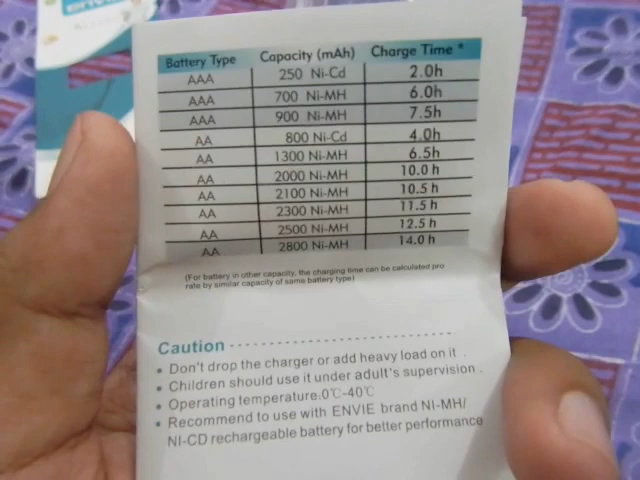 Battery Type Capacity (mAh) Charge Time *
AAA 250 Ni-Cd 2.0h
AAA 700 Ni-MH 6.0h
AAA 900 Ni-MH 7.5h
AA 800 Ni-Cd 4.0h
AA 1300 Ni-MH 6.5h
AA 2000 Ni-MH 10.0 h
AA 2100 Ni-MH 10.5 h
AA 2300 Ni-MH 11.5 h
AA 2500 Ni-MH 12.5 h
AA 2800 Ni-MH 14.0 h
(For battery in other capacity, the charging time can be calculated pro
rate by similar capacity of same battery type)
Caution
• Don't drop the charger or add heavy load on it .
• Children should use it under adult's supervision .
• Operating temperature:0℃-40℃
• Recommend to use with ENVIE brand NI-MH/
NI-CD rechargeable battery for better performance